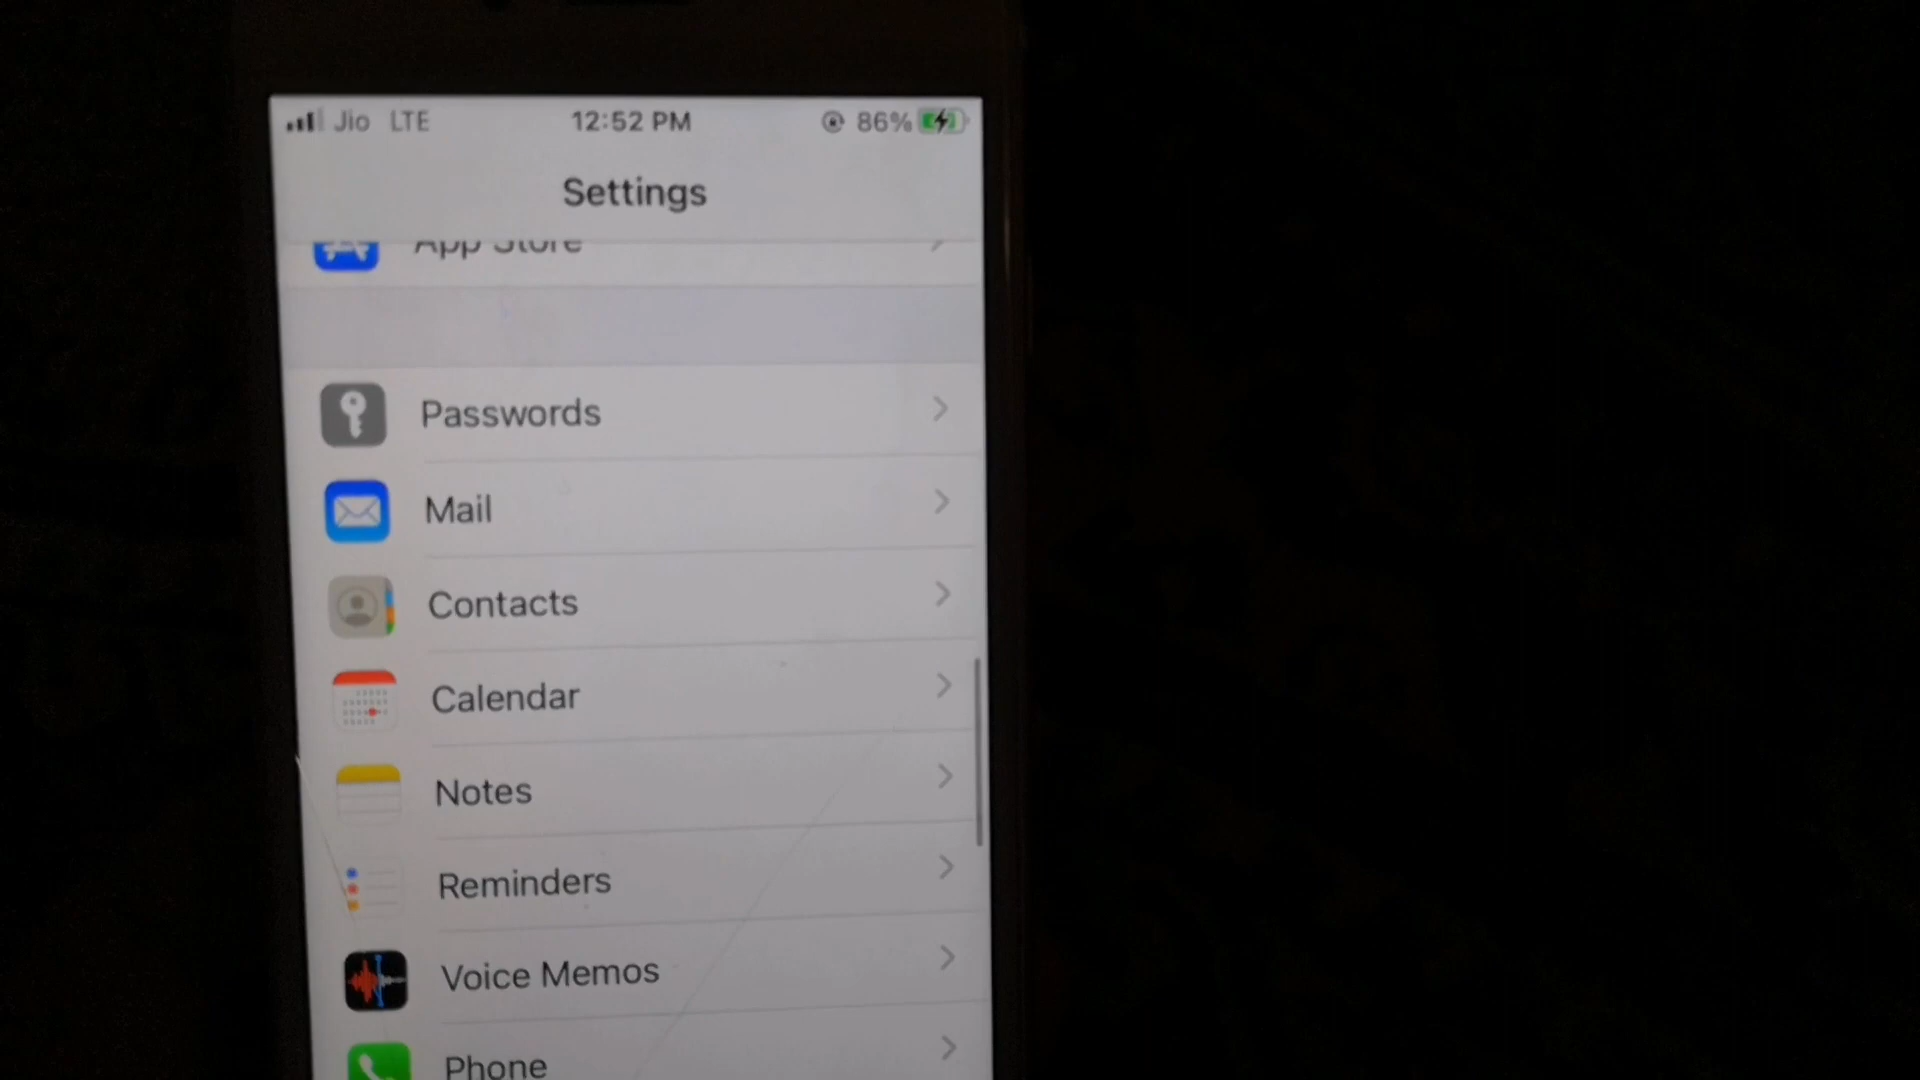 Jio LTE 12:52 PM 86%
Settings
App Store
Passwords
Mail
Contacts
Calendar
Notes
Reminders
Voice Memos
Phone